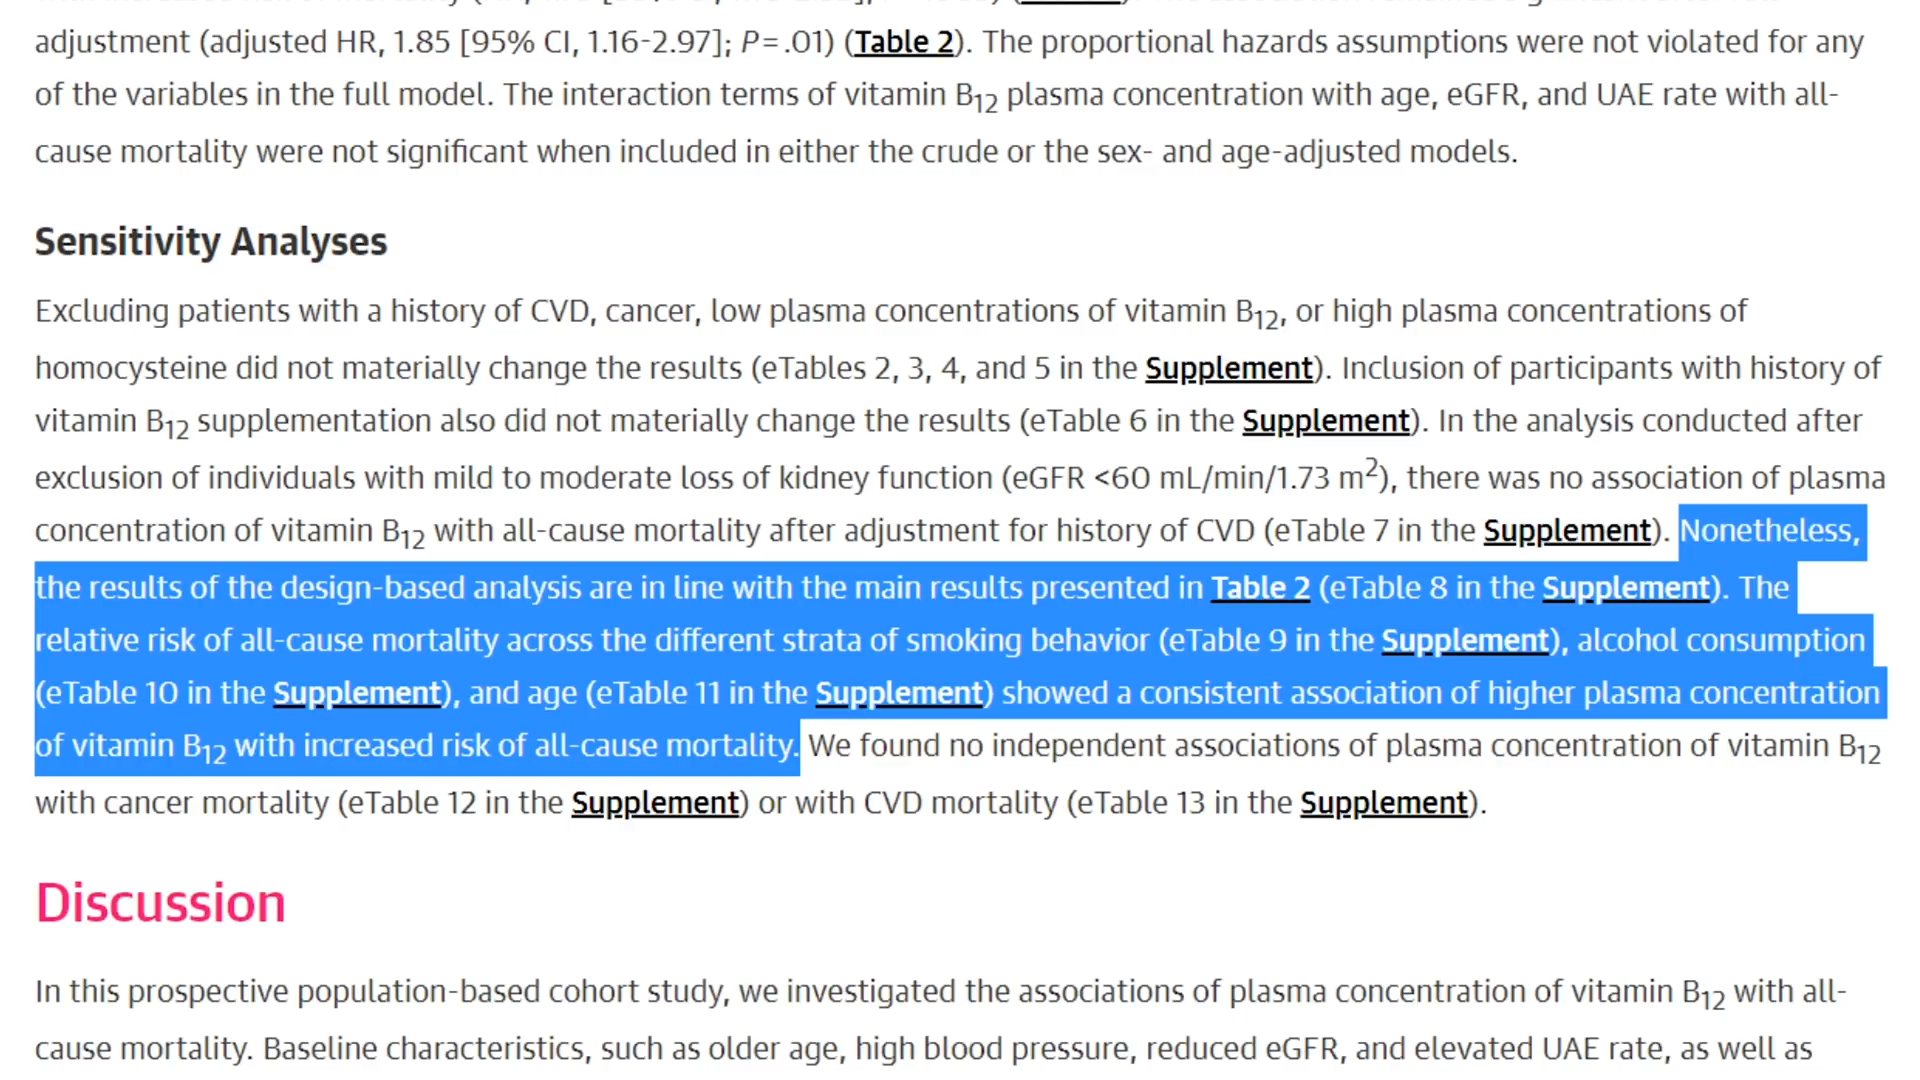 adjustment (adjusted HR, 1.85 [95% CI, 1.16-2.97]; P = .01) (Table 2). The proportional hazards assumptions were not violated for any
of the variables in the full model. The interaction terms of vitamin B12 plasma concentration with age, eGFR, and UAE rate with all-
cause mortality were not significant when included in either the crude or the sex- and age-adjusted models.
Sensitivity Analyses
Excluding patients with a history of CVD, cancer, low plasma concentrations of vitamin B12, or high plasma concentrations of
homocysteine did not materially change the results (eTables 2, 3, 4, and 5 in the Supplement). Inclusion of participants with history of
vitamin B12 supplementation also did not materially change the results (eTable 6 in the Supplement). In the analysis conducted after
exclusion of individuals with mild to moderate loss of kidney function (eGFR <60 mL/min/1.73 m2), there was no association of plasma
concentration of vitamin B12 with all-cause mortality after adjustment for history of CVD (eTable 7 in the Supplement). Nonetheless,
the results of the design-based analysis are in line with the main results presented in Table 2 (eTable 8 in the Supplement). The
relative risk of all-cause mortality across the different strata of smoking behavior (eTable 9 in the Supplement), alcohol consumption
(eTable 10 in the Supplement), and age (eTable 11 in the Supplement) showed a consistent association of higher plasma concentration
of vitamin B12 with increased risk of all-cause mortality. We found no independent associations of plasma concentration of vitamin B12
with cancer mortality (eTable 12 in the Supplement) or with CVD mortality (eTable 13 in the Supplement).
Discussion
In this prospective population-based cohort study, we investigated the associations of plasma concentration of vitamin B12 with all-
cause mortality. Baseline characteristics, such as older age, high blood pressure, reduced eGFR, and elevated UAE rate, as well as